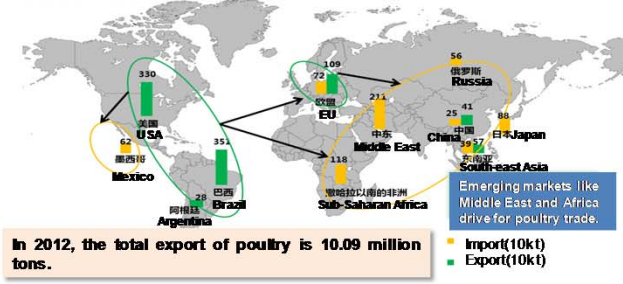 56
俄罗斯
Russia
330
美国
USA
72
109
欧盟
EU
211
中东
Middle East
25
41
中国
China
88
日本
Japan
39
57
东南亚
South-east Asia
62
墨西哥
Mexico
351
巴西
Brazil
28
阿根廷
Argentina
118
撒哈拉以南的非洲
Sub-Saharan Africa
Emerging markets like
Middle East and Africa
drive for poultry trade.
In 2012, the total export of poultry is 10.09 million
tons.
Import(10kt)
Export(10kt)